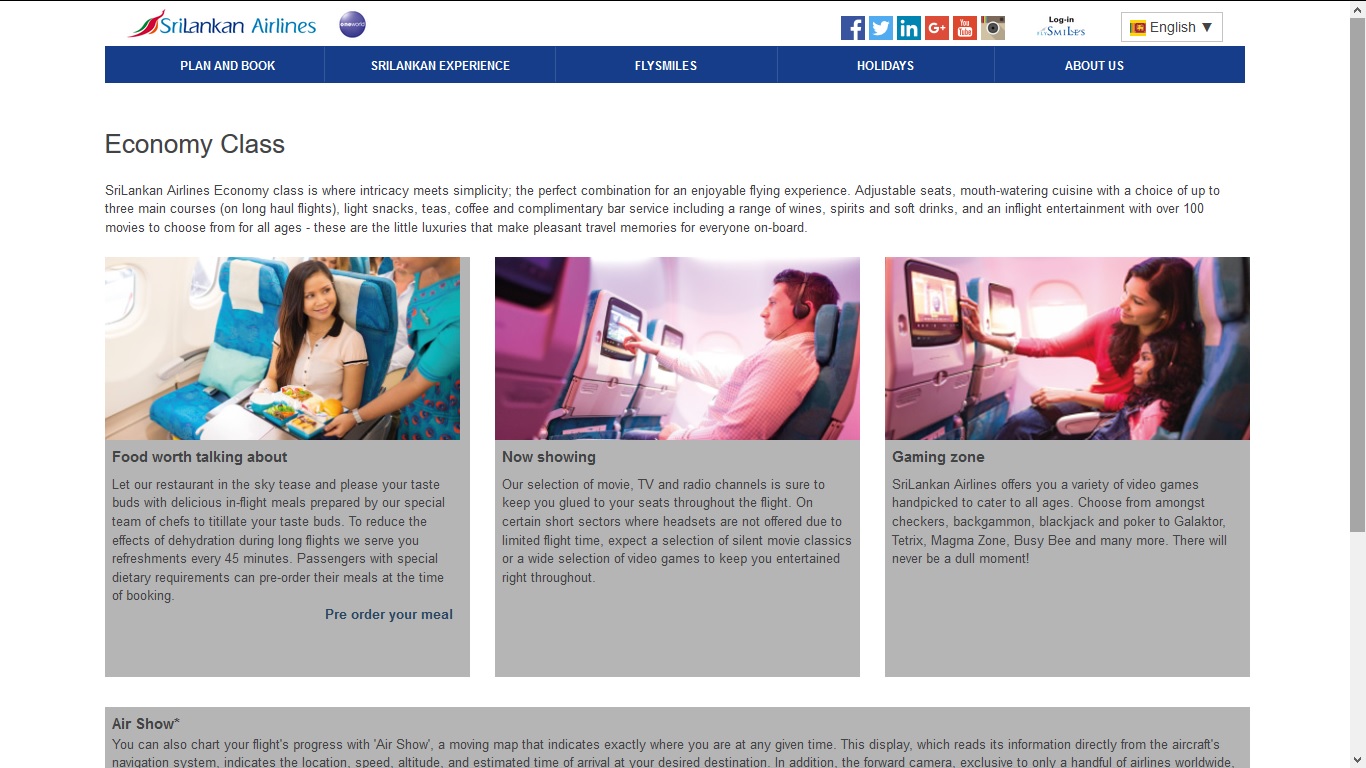 SriLankan Airlines
oneworld
Log-in
FLYSMiLeS
English ▼
PLAN AND BOOK
SRILANKAN EXPERIENCE
FLYSMILES
HOLIDAYS
ABOUT US
Economy Class
SriLankan Airlines Economy class is where intricacy meets simplicity; the perfect combination for an enjoyable flying experience. Adjustable seats, mouth-watering cuisine with a choice of up to
three main courses (on long haul flights), light snacks, teas, coffee and complimentary bar service including a range of wines, spirits and soft drinks, and an inflight entertainment with over 100
movies to choose from for all ages - these are the little luxuries that make pleasant travel memories for everyone on-board.
Food worth talking about
Let our restaurant in the sky tease and please your taste
buds with delicious in-flight meals prepared by our special
team of chefs to titillate your taste buds. To reduce the
effects of dehydration during long flights we serve you
refreshments every 45 minutes. Passengers with special
dietary requirements can pre-order their meals at the time
of booking.
Pre order your meal
Now showing
Our selection of movie, TV and radio channels is sure to
keep you glued to your seats throughout the flight. On
certain short sectors where headsets are not offered due to
limited flight time, expect a selection of silent movie classics
or a wide selection of video games to keep you entertained
right throughout.
Gaming zone
SriLankan Airlines offers you a variety of video games
handpicked to cater to all ages. Choose from amongst
checkers, backgammon, blackjack and poker to Galaktor,
Tetrix, Magma Zone, Busy Bee and many more. There will
never be a dull moment!
Air Show*
You can also chart your flight's progress with 'Air Show', a moving map that indicates exactly where you are at any given time. This display, which reads its information directly from the aircraft's
navigation system, indicates the location, speed, altitude, and estimated time of arrival at your desired destination. In addition, the forward camera, exclusive to only a handful of airlines worldwide,